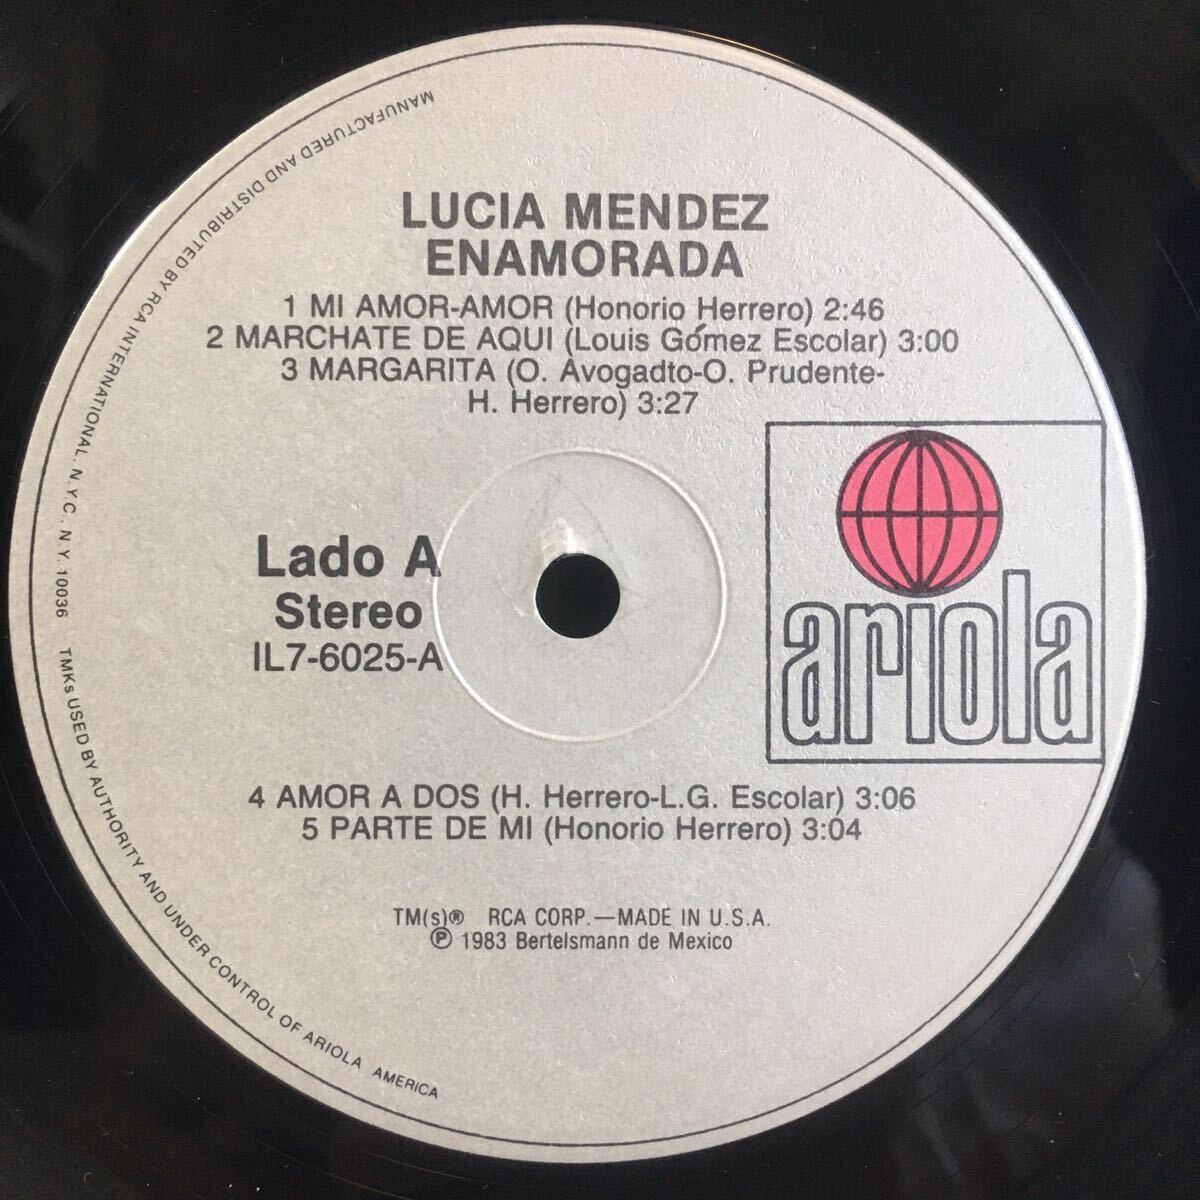 LUCIA MENDEZ
ENAMORADA
1 MI AMOR-AMOR (Honorio Herrero) 2:46
2 MARCHATE DE AQUI (Louis Gómez Escolar) 3:00
3 MARGARITA (O. Avogadto-O. Prudente-
H. Herrero) 3:27
ariola
Lado A
Stereo
IL7-6025-A
4 AMOR A DOS (H. Herrero-L.G. Escolar) 3:06
5 PARTE DE MI (Honorio Herrero) 3:04
TM(s)® RCA CORP.—MADE IN U.S.A.
℗ 1983 Bertelsmann de Mexico
MANUFACTURED AND DISTRIBUTED BY RCA INTERNATIONAL, N.Y.C., N.Y. 10036 TMKs USED BY AUTHORITY AND UNDER CONTROL OF ARIOLA AMERICA